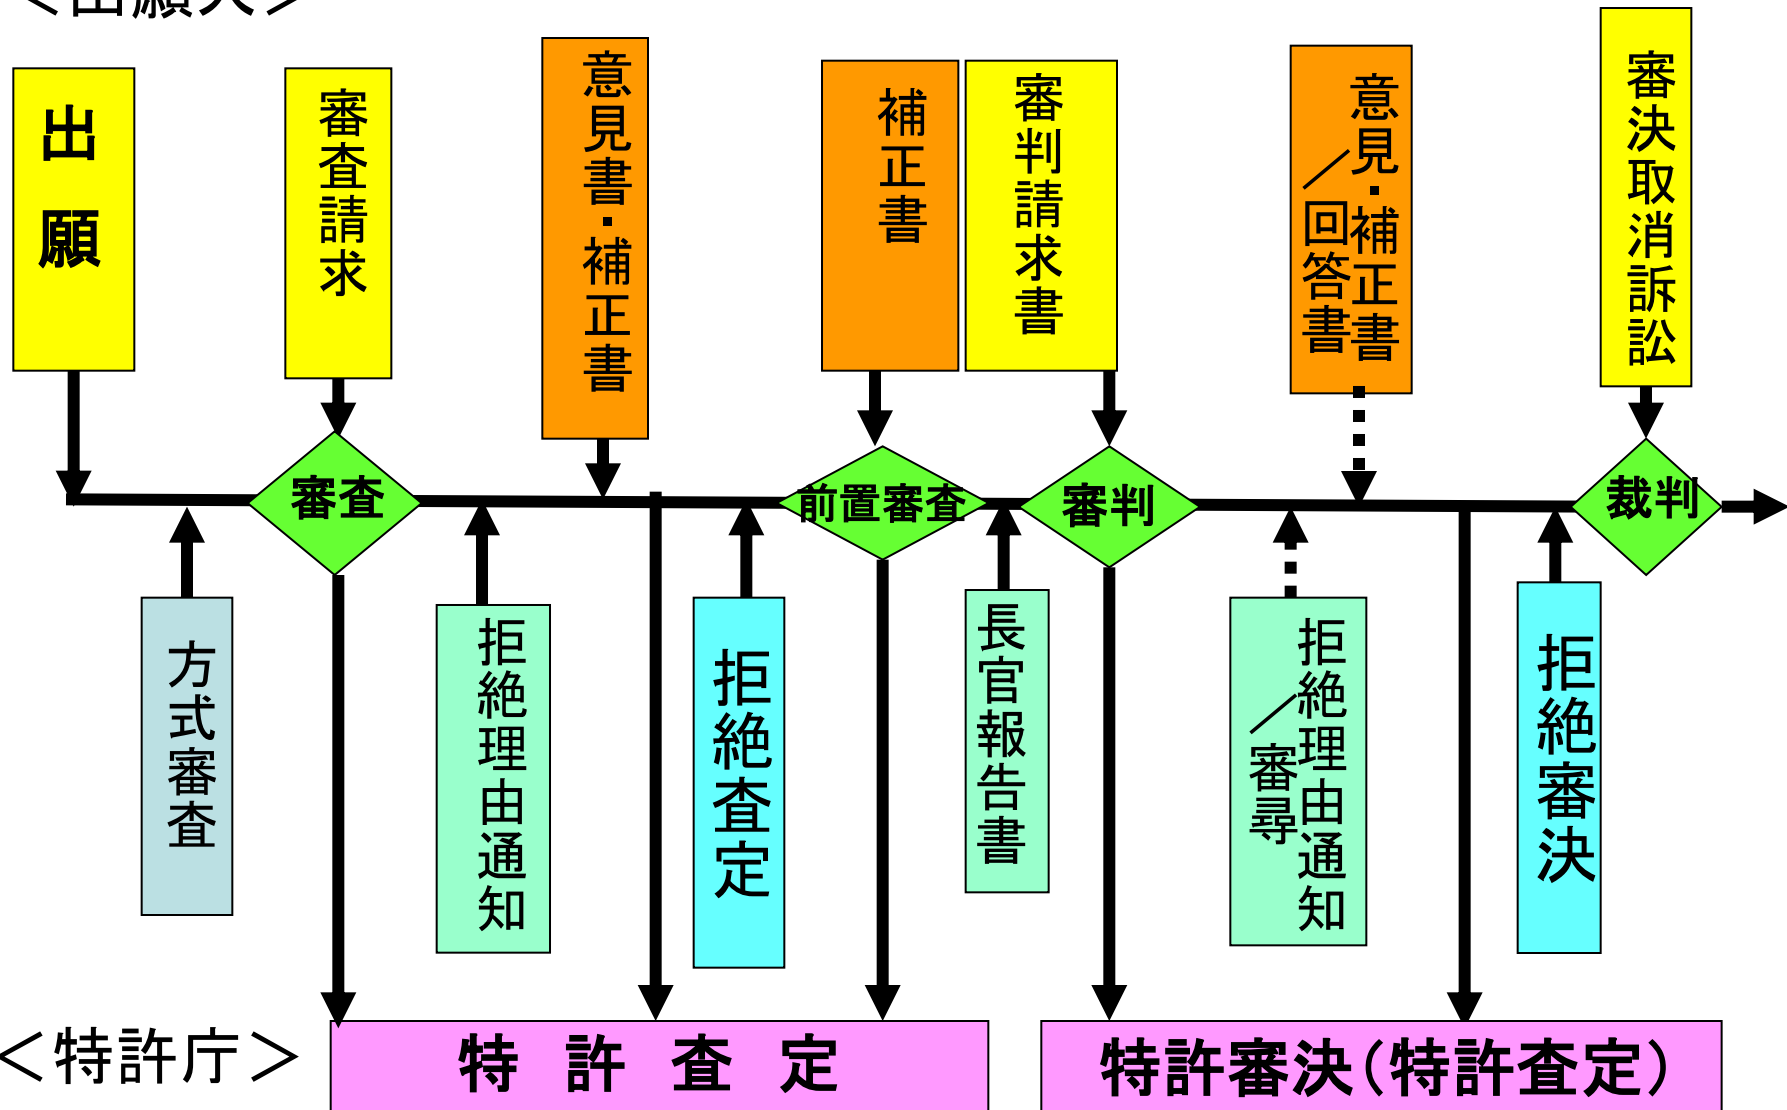 ＜出願人＞
出願
審査請求
意見書・補正書
補正書
審判請求書
意見・補正書
／回答書
審決取消訴訟
審査
前置審査
審判
裁判
方式審査
拒絶理由通知
拒絶査定
長官報告書
拒絶理由通知
／審尋
拒絶審決
＜特許庁＞
特 許 査 定
特許審決（特許査定）